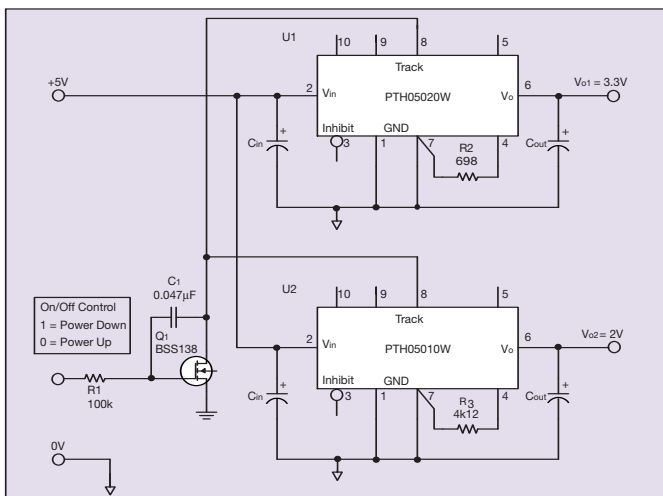 U1
10 9 8 5
Track
+5V
2 Vin
PTH05020W
Vo 6
Vo1 = 3.3V
Inhibit
GND
3 1 7 4
R2
698
Cin +
Cout +
C1
0.047µF
On/Off Control
1 = Power Down
0 = Power Up
Q1
BSS138
R1
100k
0V
U2
10 9 8 5
Track
2 Vin
PTH05010W
Vo 6
Vo2 = 2V
Inhibit
GND
3 1 7 4
R3
4k12
Cin +
Cout +